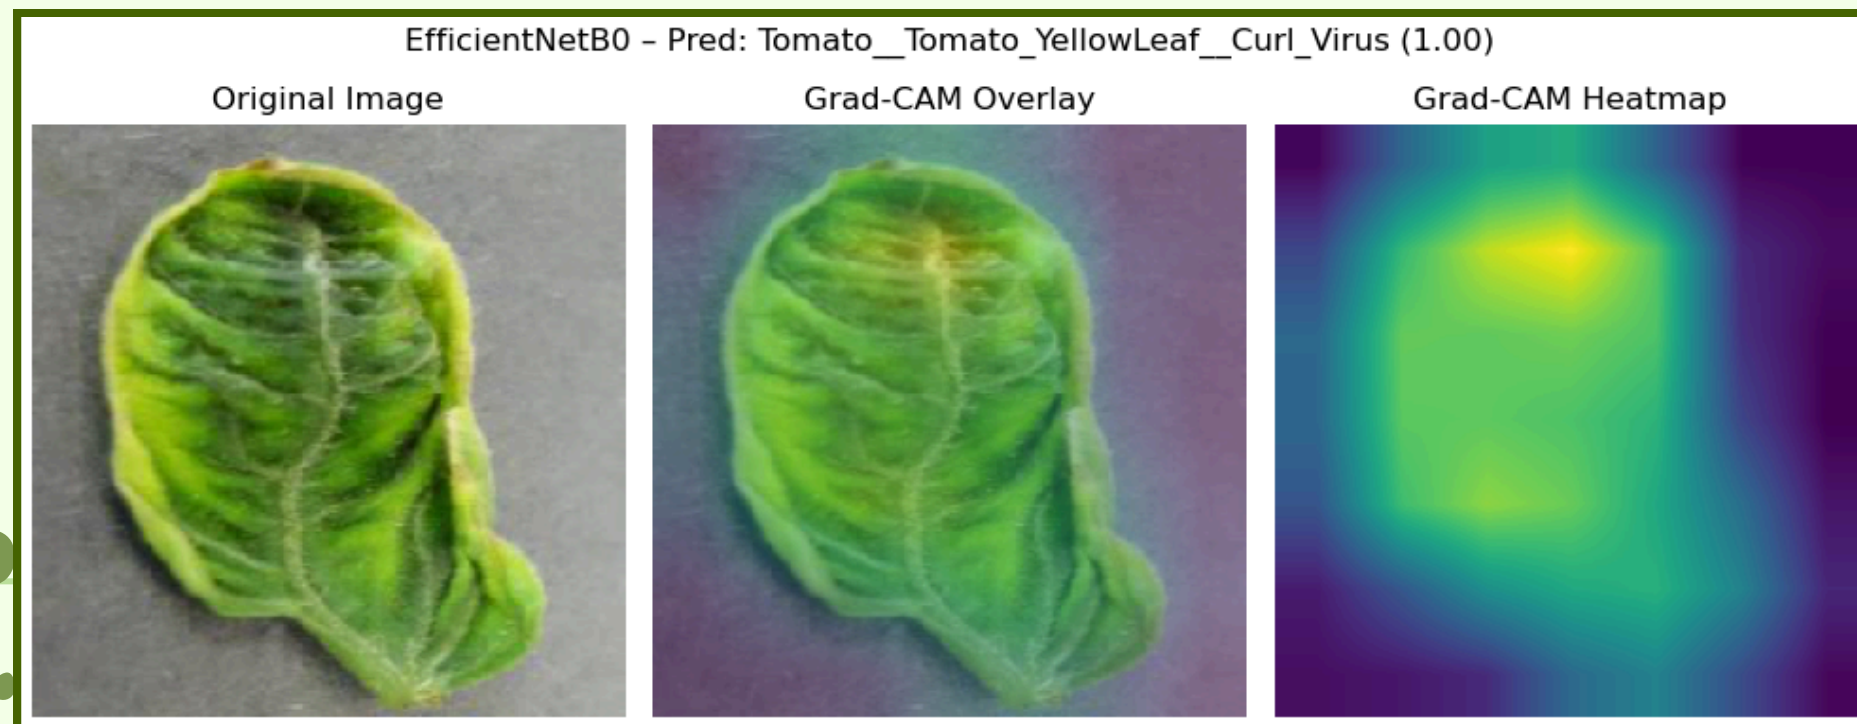 EfficientNetB0 – Pred: Tomato__Tomato_YellowLeaf__Curl_Virus (1.00)
Original Image
Grad-CAM Overlay
Grad-CAM Heatmap